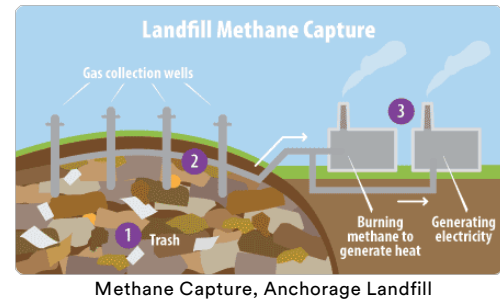 Landfill Methane Capture
Gas collection wells
3
2
1
Trash
Burning
methane to
generate heat
Generating
electricity
Methane Capture, Anchorage Landfill